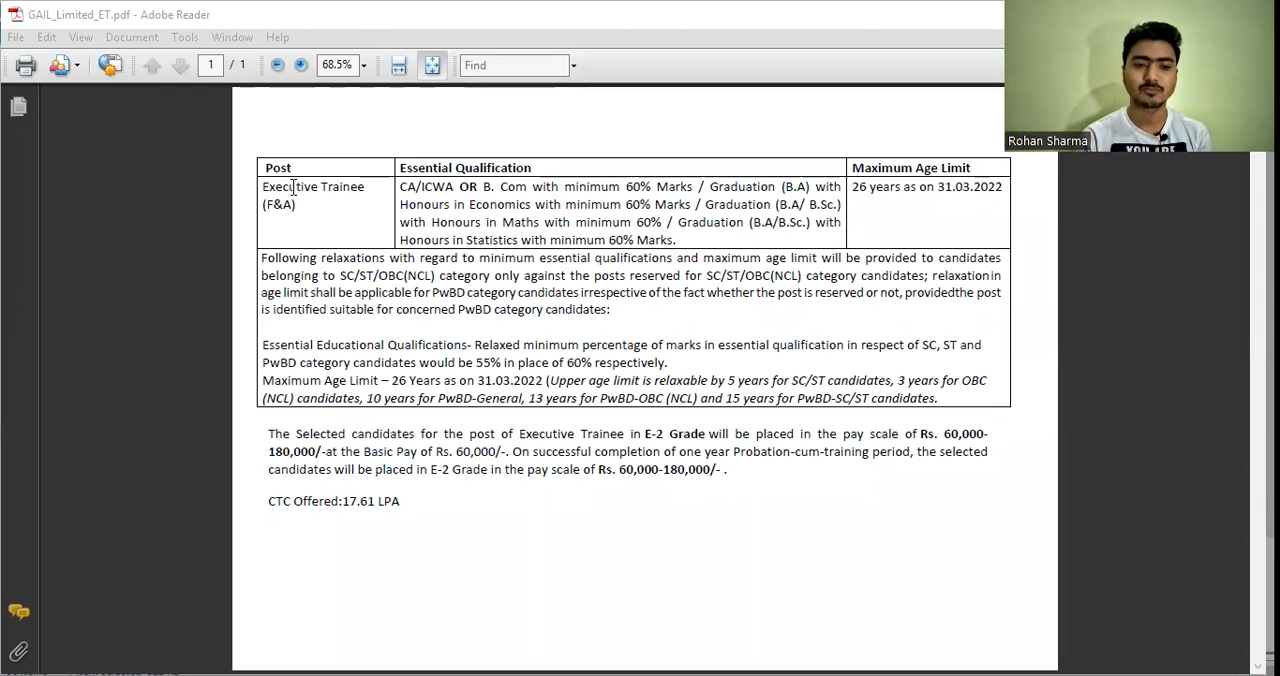 GAIL_Limited_ET.pdf - Adobe Reader
File Edit View Document Tools Window Help
1 / 1 68.5% Find
Rohan Sharma
Post Essential Qualification Maximum Age Limit
Executive Trainee CA/ICWA OR B. Com with minimum 60% Marks / Graduation (B.A) with 26 years as on 31.03.2022
(F&A) Honours in Economics with minimum 60% Marks / Graduation (B.A/ B.Sc.)
with Honours in Maths with minimum 60% / Graduation (B.A/B.Sc.) with
Honours in Statistics with minimum 60% Marks.
Following relaxations with regard to minimum essential qualifications and maximum age limit will be provided to candidates
belonging to SC/ST/OBC(NCL) category only against the posts reserved for SC/ST/OBC(NCL) category candidates; relaxation in
age limit shall be applicable for PwBD category candidates irrespective of the fact whether the post is reserved or not, providedthe post
is identified suitable for concerned PwBD category candidates:
Essential Educational Qualifications- Relaxed minimum percentage of marks in essential qualification in respect of SC, ST and
PwBD category candidates would be 55% in place of 60% respectively.
Maximum Age Limit – 26 Years as on 31.03.2022 (Upper age limit is relaxable by 5 years for SC/ST candidates, 3 years for OBC
(NCL) candidates, 10 years for PwBD-General, 13 years for PwBD-OBC (NCL) and 15 years for PwBD-SC/ST candidates.
The Selected candidates for the post of Executive Trainee in E-2 Grade will be placed in the pay scale of Rs. 60,000-
180,000/-at the Basic Pay of Rs. 60,000/-. On successful completion of one year Probation-cum-training period, the selected
candidates will be placed in E-2 Grade in the pay scale of Rs. 60,000-180,000/- .
CTC Offered:17.61 LPA